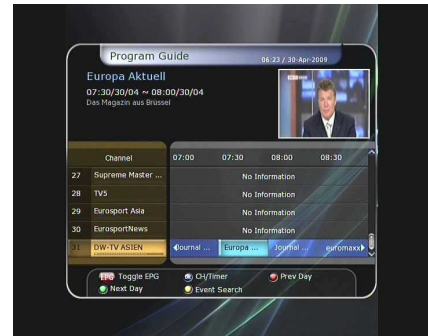 Program Guide
06:23 / 30-Apr-2009
Europa Aktuell
07:30/30/04 ~ 08:00/30/04
Das Magazin aus Brüssel
Channel 07:00 07:30 08:00 08:30
27 Supreme Master ... No Information
28 TV5 No Information
29 Eurosport Asia No Information
30 EurosportNews No Information
31 DW-TV ASIEN Journal ... Europa ... Journal ... euromaxx
EPG Toggle EPG CH/Timer Prev Day
Next Day Event Search